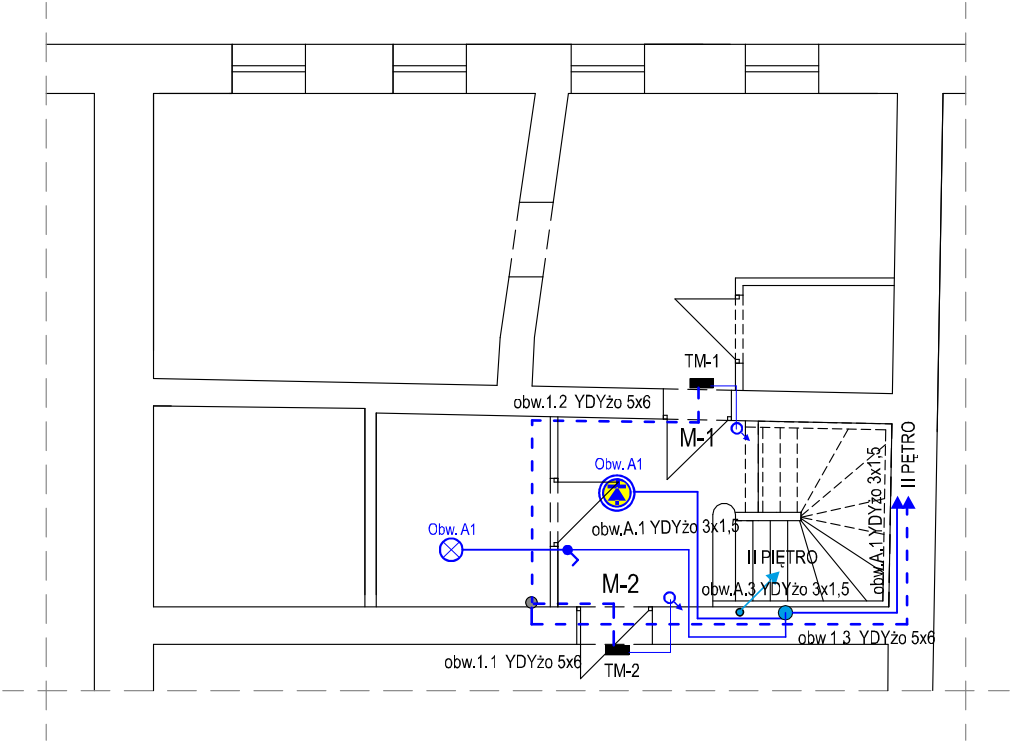 TM-1
obw.1.2 YDYżo 5x6
M-1
Obw. A1
obw.A.1 YDYżo 3x1,5
II PĘTRO
obw.A.1 YDYżo 3x1,5
Obw. A1
II PIĘTRO
M-2
obw.A.3 YDYżo 3x1,5
obw 1.3 YDYżo 5x6
obw.1.1 YDYżo 5x6
TM-2